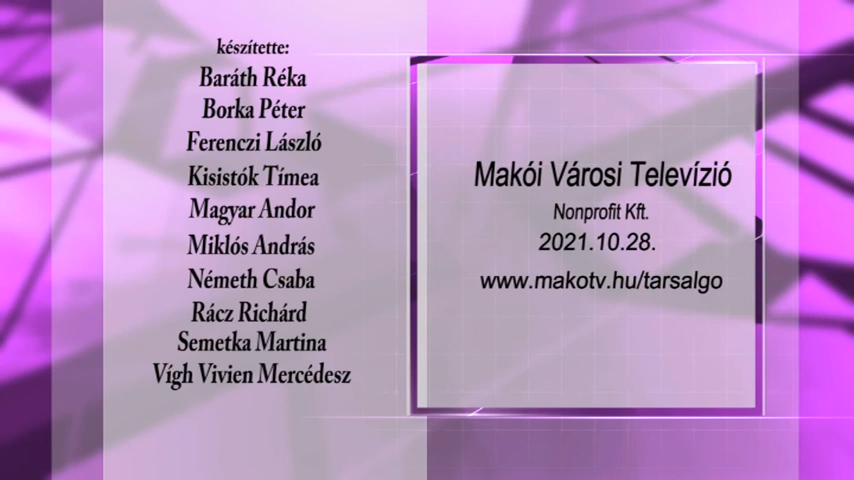 készítette:
Baráth Réka
Borka Péter
Ferenczi László
Kisistók Tímea
Magyar Andor
Miklós András
Németh Csaba
Rácz Richárd
Semetka Martina
Vígh Vivien Mercédesz
Makói Városi Televízió
Nonprofit Kft.
2021.10.28.
www.makotv.hu/tarsalgo